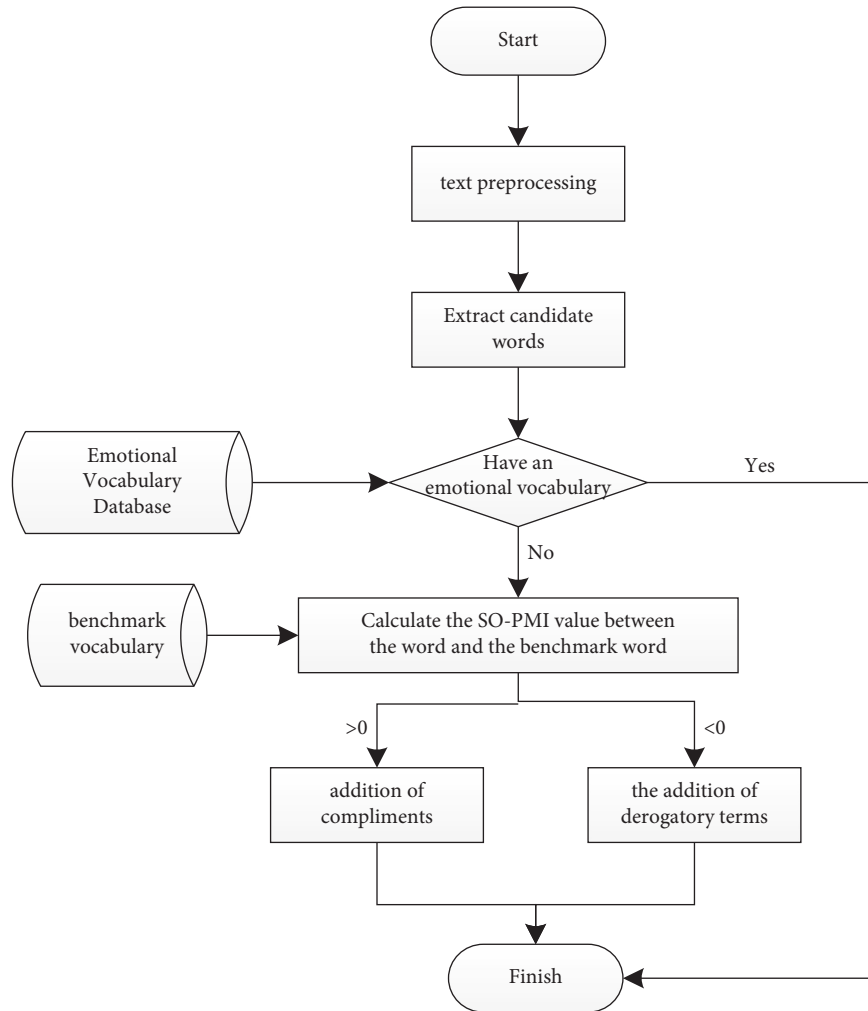 Start
text preprocessing
Extract candidate
words
Emotional
Vocabulary
Database
Have an
emotional vocabulary
Yes
No
benchmark
vocabulary
Calculate the SO-PMI value between
the word and the benchmark word
>0
<0
addition of
compliments
the addition of
derogatory terms
Finish